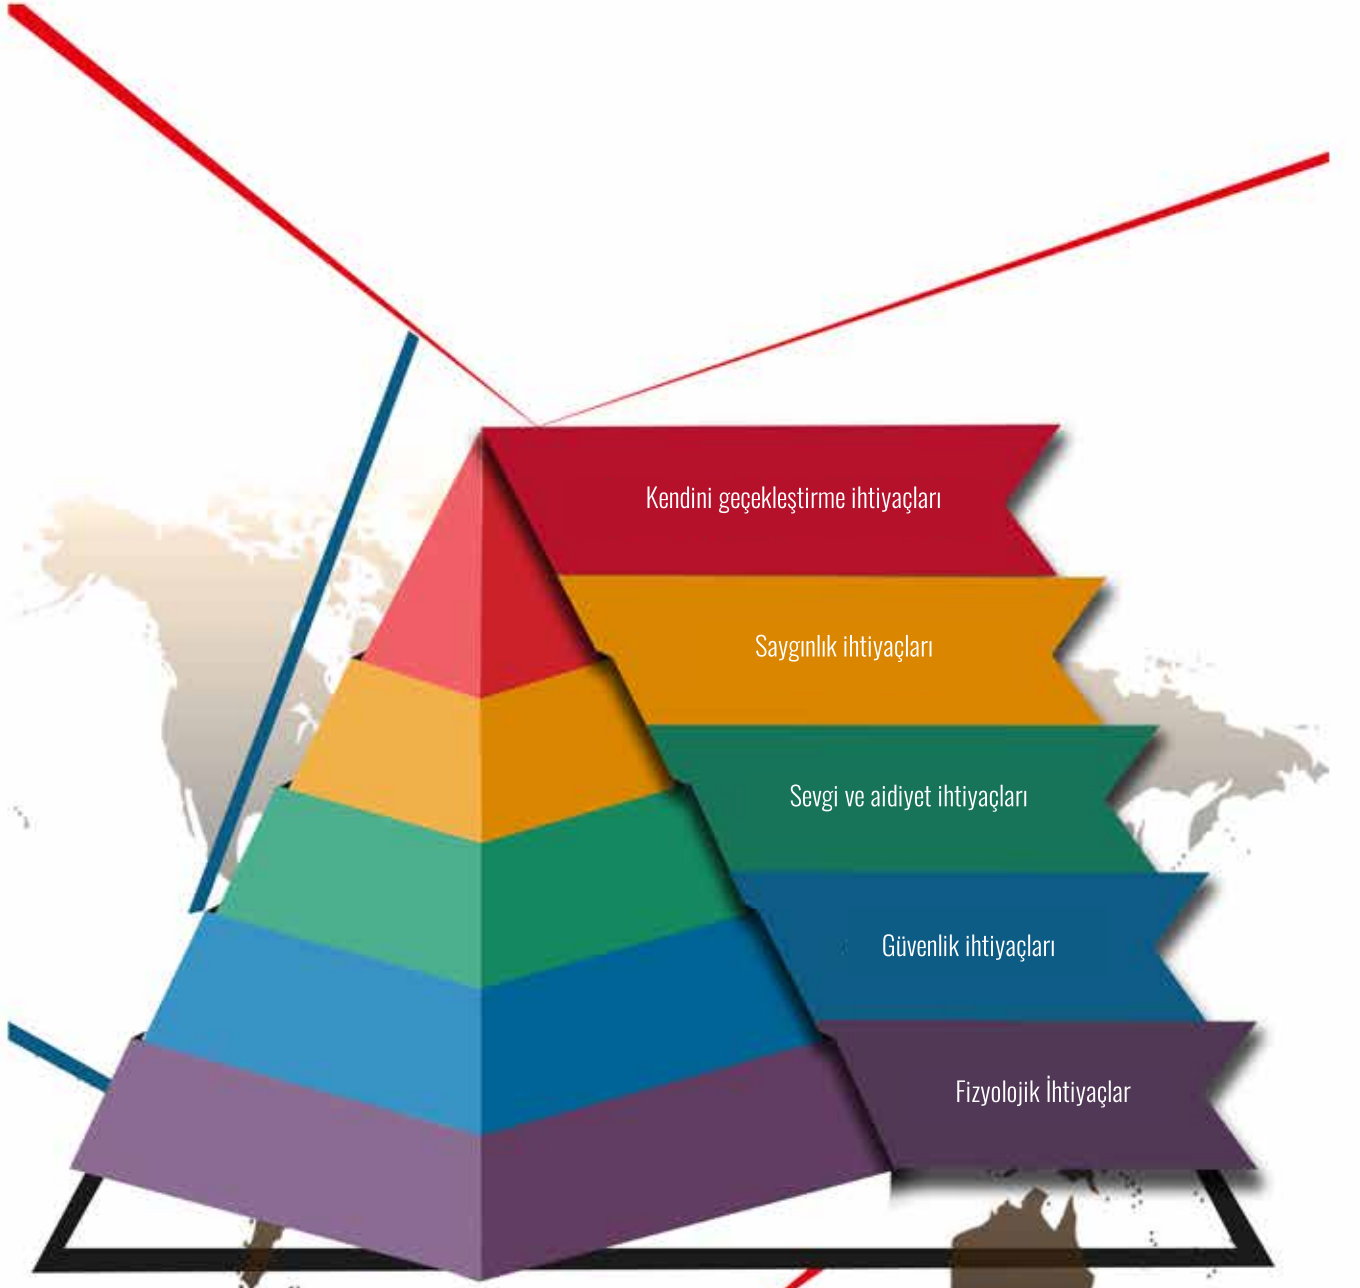 Kendini geçekleştirme ihtiyaçları
Saygınlık ihtiyaçları
Sevgi ve aidiyet ihtiyaçları
Güvenlik ihtiyaçları
Fizyolojik İhtiyaçlar